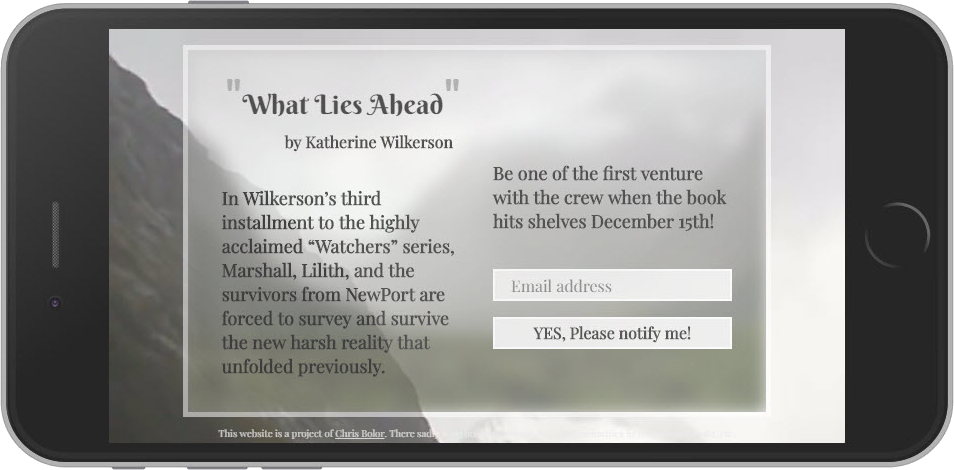 "What Lies Ahead"
by Katherine Wilkerson
In Wilkerson’s third
installment to the highly
acclaimed “Watchers” series,
Marshall, Lilith, and the
survivors from NewPort are
forced to survey and survive
the new harsh reality that
unfolded previously.
Be one of the first venture
with the crew when the book
hits shelves December 15th!
Email address
YES, Please notify me!
This website is a project of Chris Bolor. There sadly